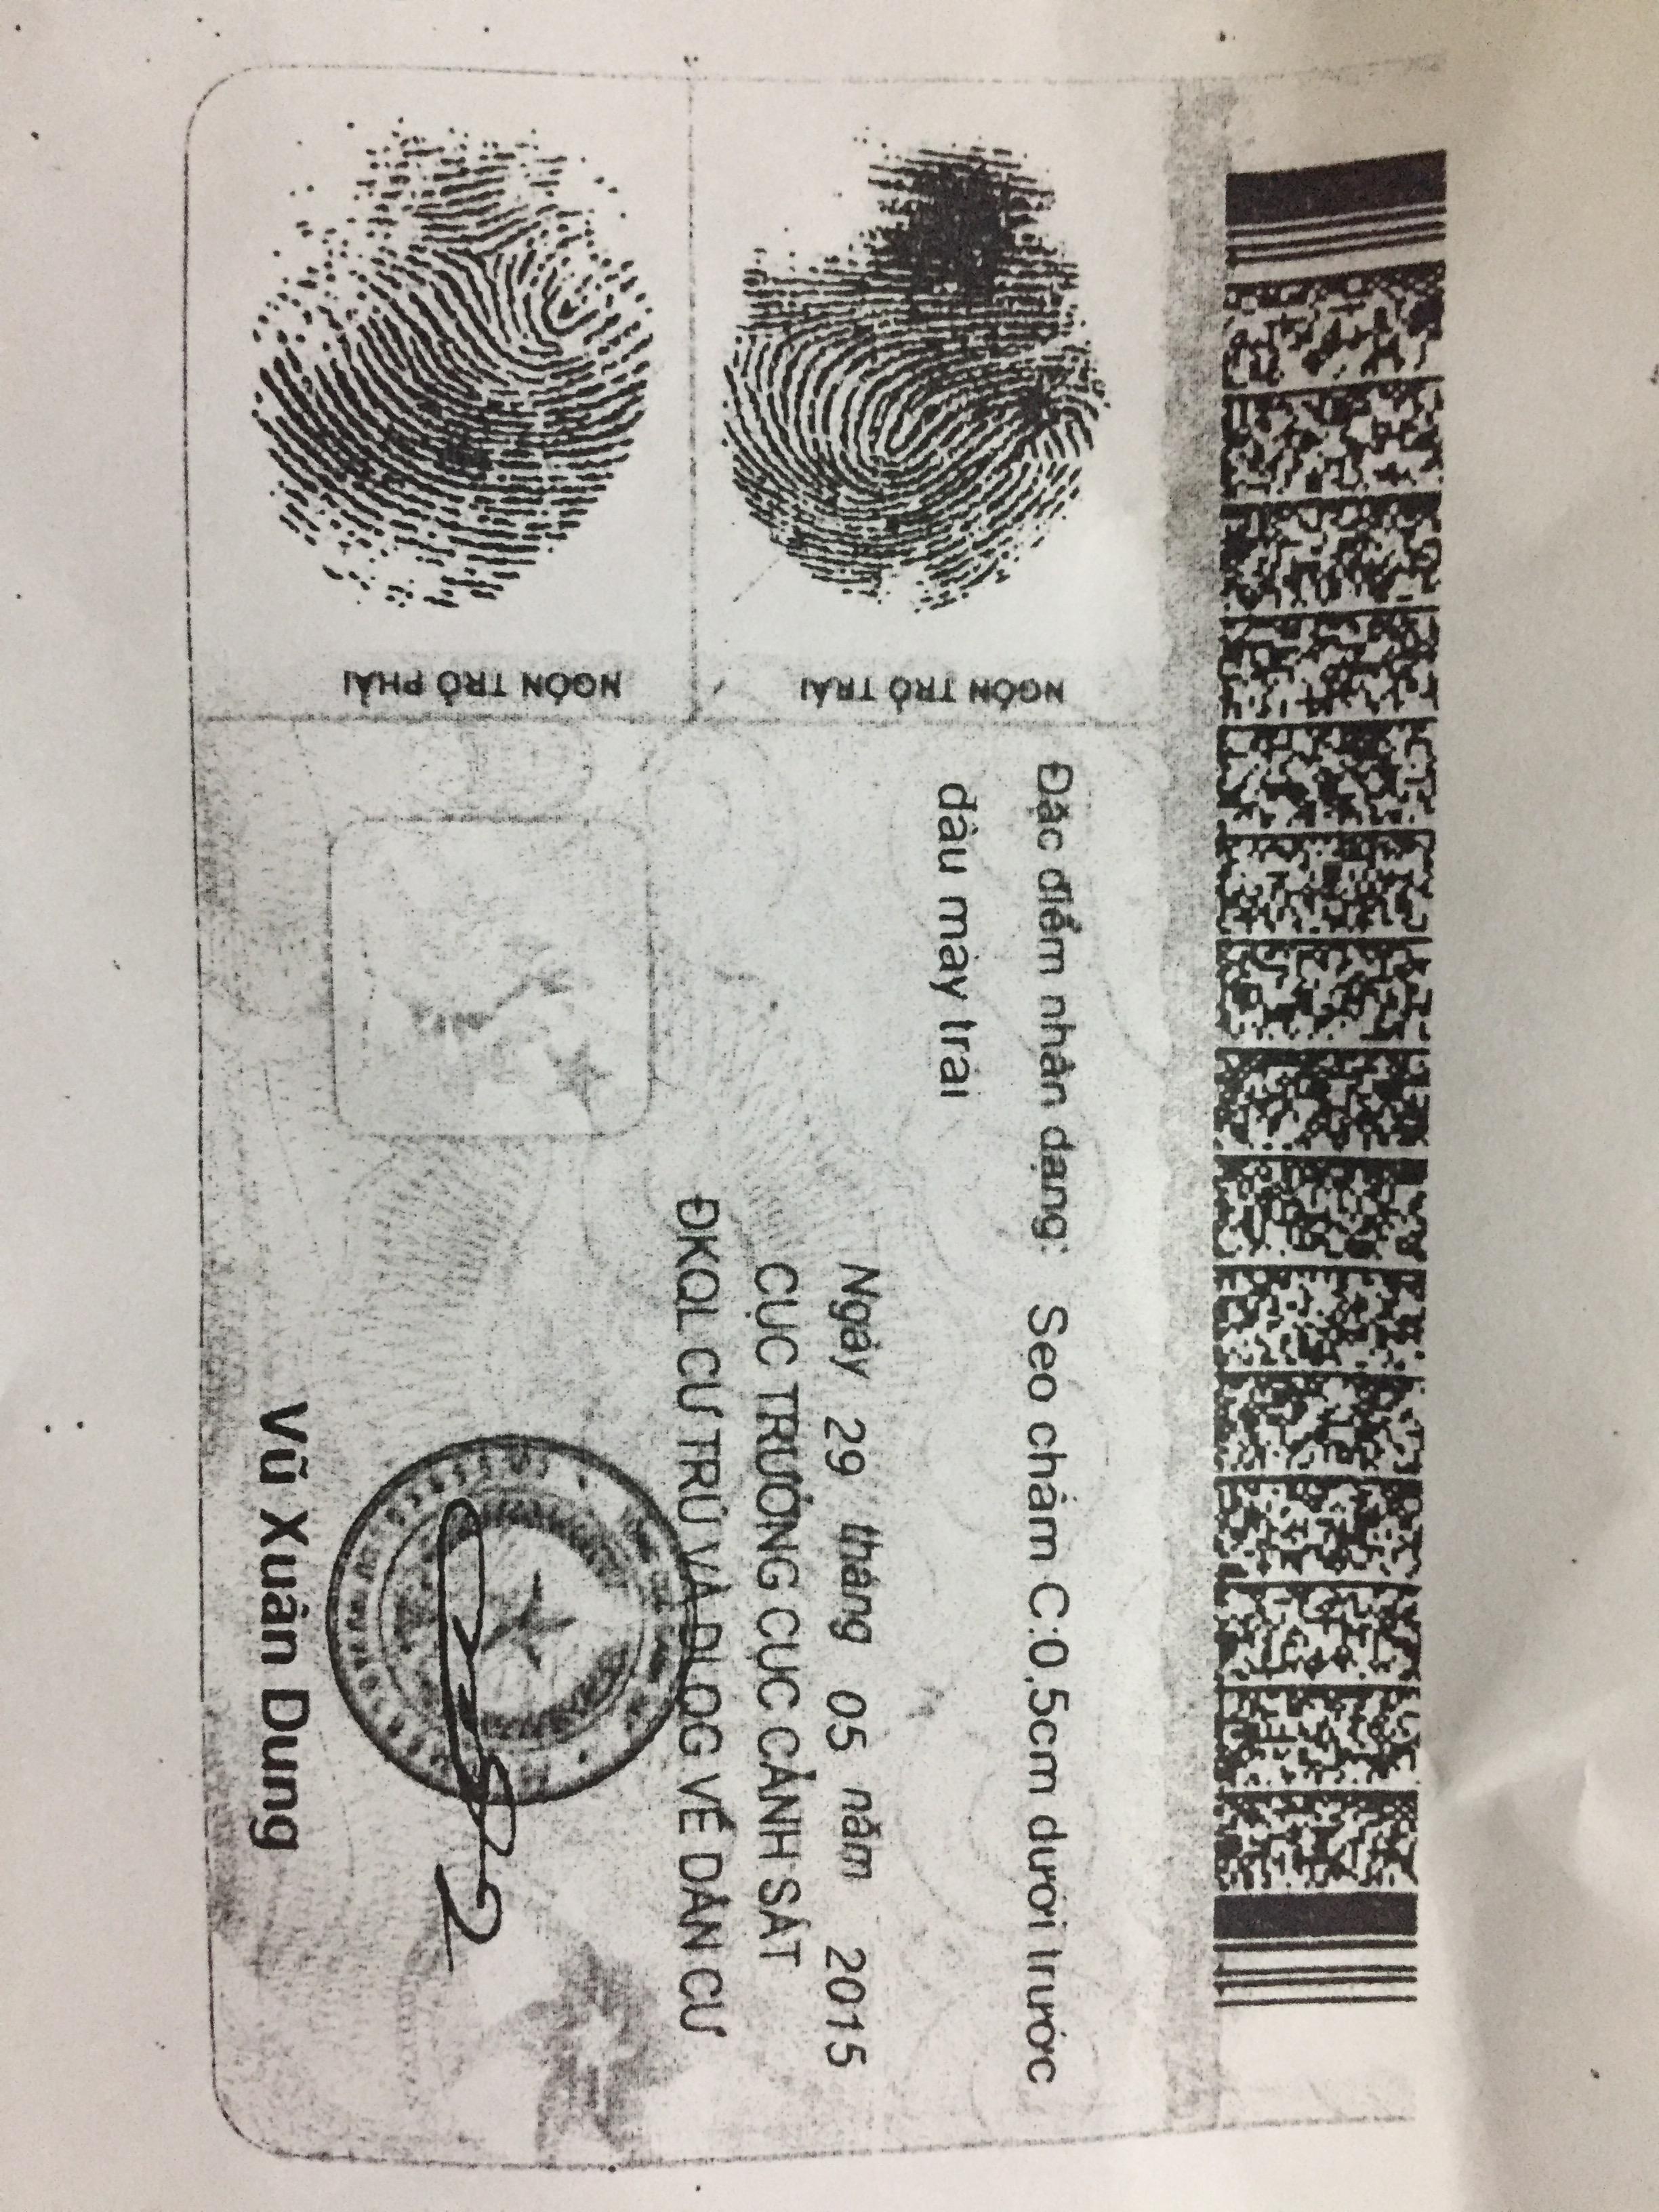 Đặc điểm nhân dạng: Sẹo chấm C:0,5cm dưới trước
đầu mày trái
Ngày 29 tháng 05 năm 2015
CỤC TRƯỞNG CỤC CẢNH SÁT
ĐKQL CƯ TRÚ VÀ DLQG VỀ DÂN CƯ
Vũ Xuân Dung
NGÓN TRỎ TRÁI
NGÓN TRỎ PHẢI